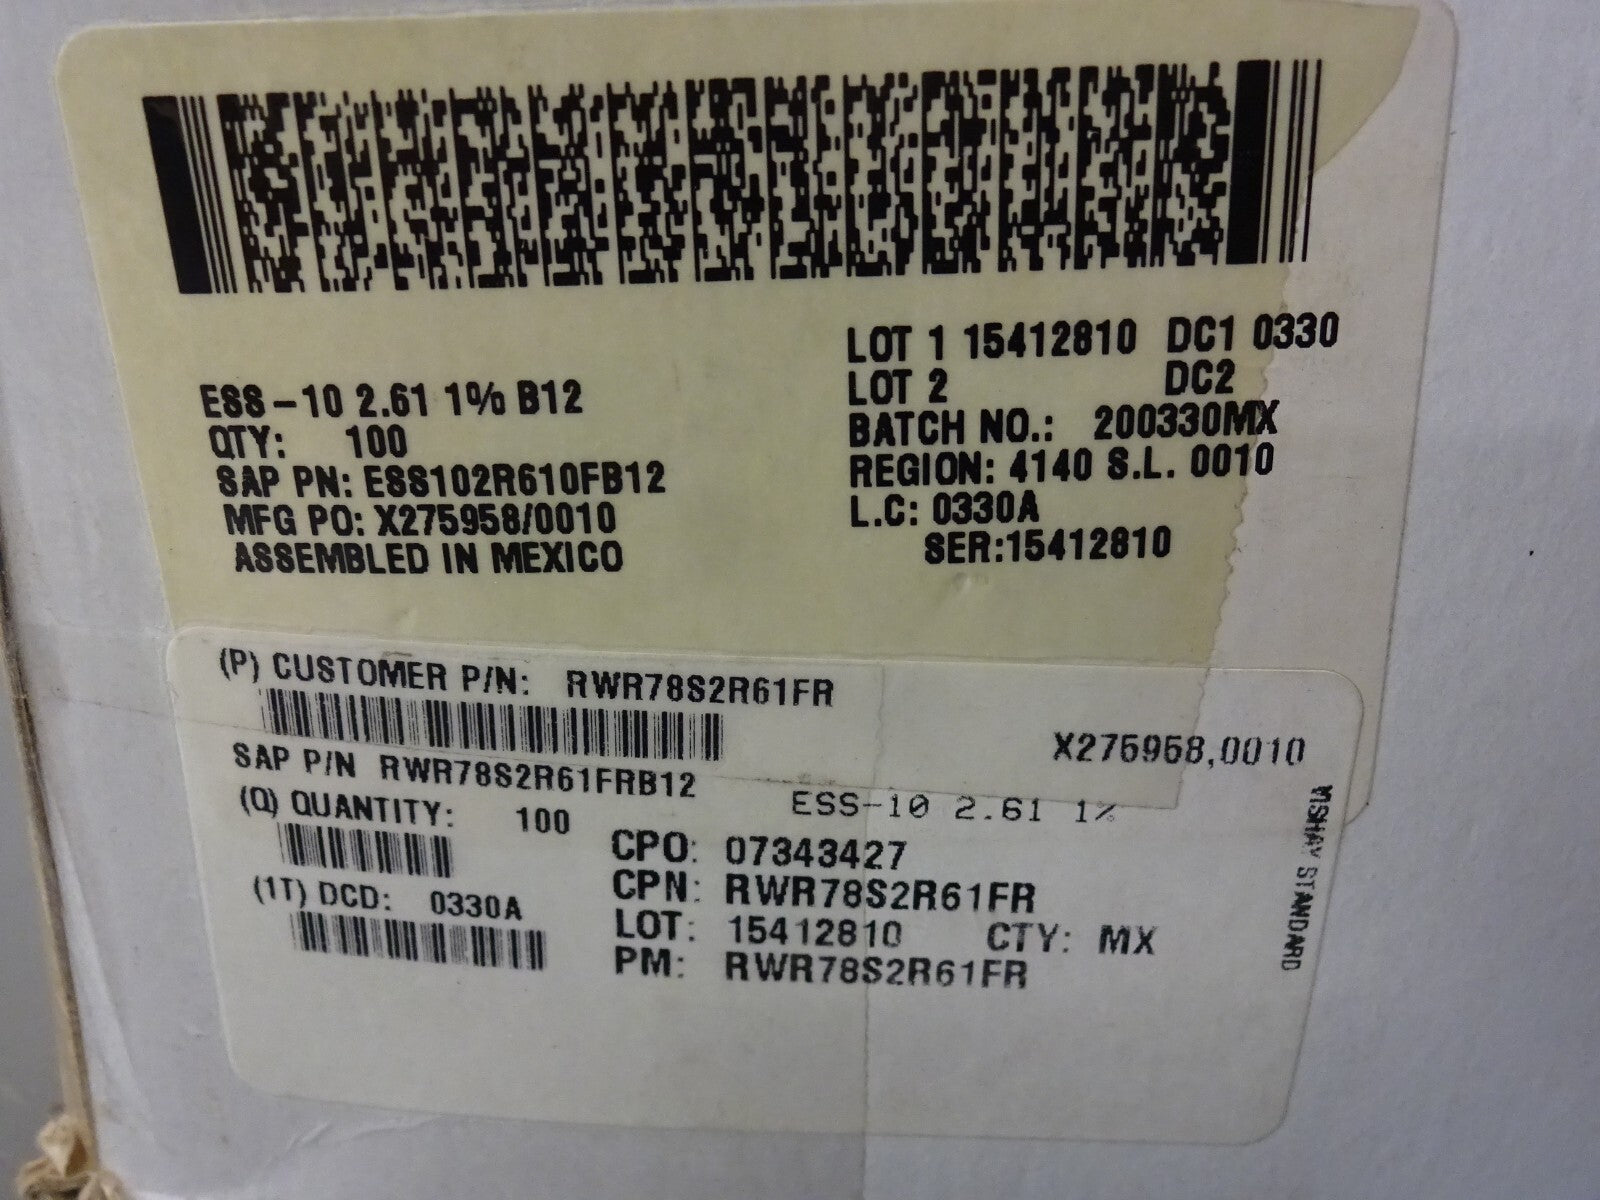 ESS-10 2.61 1% B12
QTY: 100
SAP PN: ESS102R610FB12
MFG PO: X275958/0010
ASSEMBLED IN MEXICO
LOT 1 15412810 DC1 0330
LOT 2 DC2
BATCH NO.: 200330MX
REGION: 4140 S.L. 0010
L.C: 0330A
SER:15412810
(P) CUSTOMER P/N: RWR78S2R61FR
X275958,0010
SAP P/N RWR78S2R61FRB12
ESS-10 2.61 1%
(Q) QUANTITY: 100
(1T) DCD: 0330A
CPO: 07343427
CPN: RWR78S2R61FR
LOT: 15412810 CTY: MX
PM: RWR78S2R61FR
VISHAY STANDARD